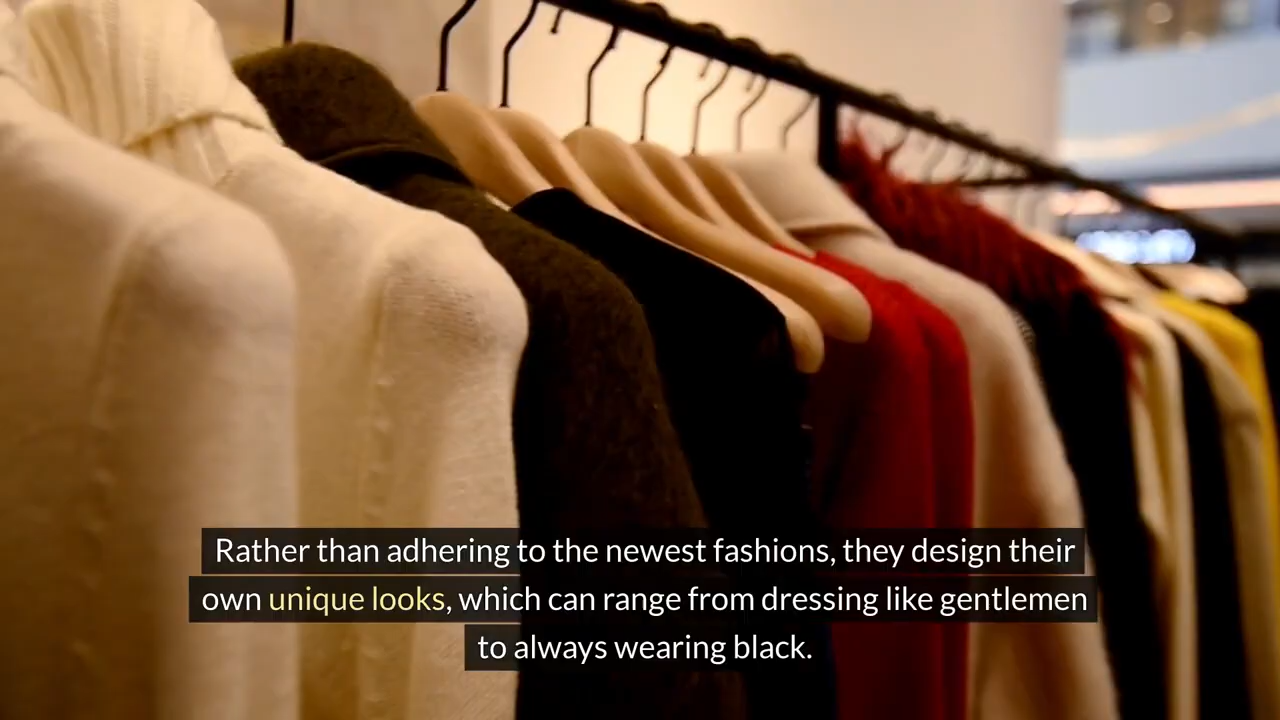 Rather than adhering to the newest fashions, they design their
own unique looks, which can range from dressing like gentlemen
to always wearing black.